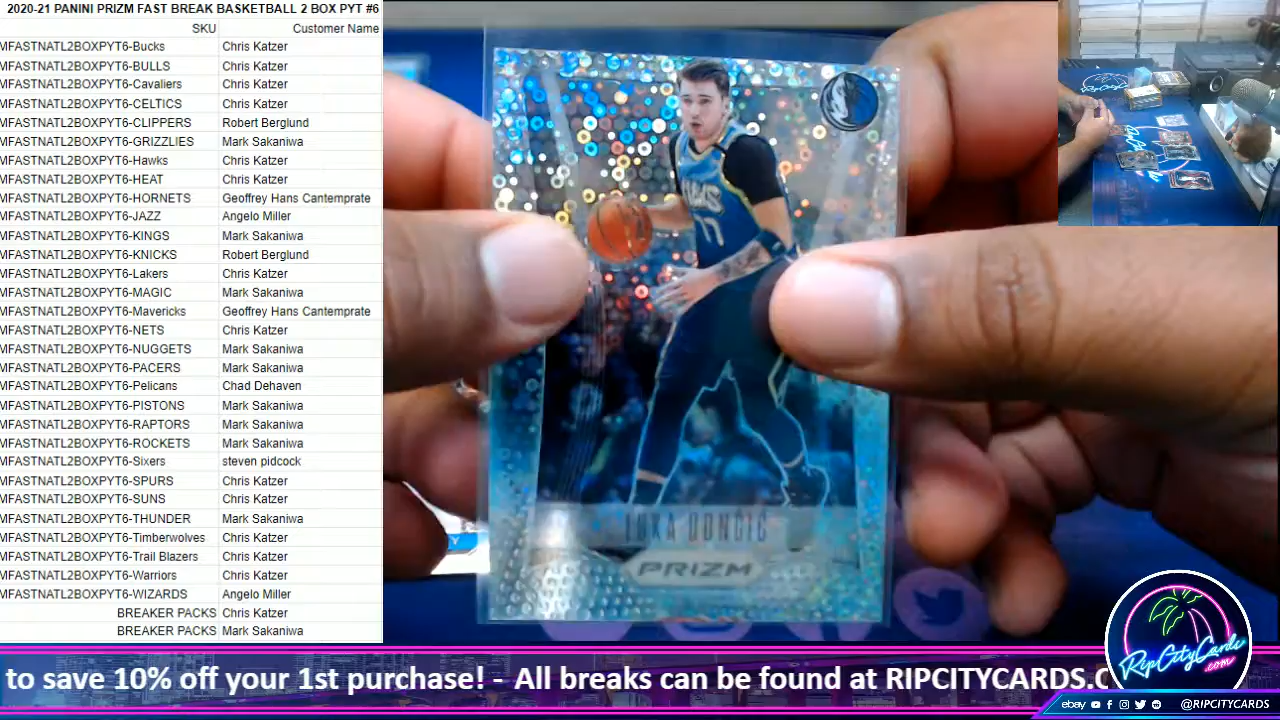 2020-21 PANINI PRIZM FAST BREAK BASKETBALL 2 BOX PYT #6
SKU Customer Name
MFASTNATL2BOXPYT6-Bucks Chris Katzer
MFASTNATL2BOXPYT6-BULLS Chris Katzer
MFASTNATL2BOXPYT6-Cavaliers Chris Katzer
MFASTNATL2BOXPYT6-CELTICS Chris Katzer
MFASTNATL2BOXPYT6-CLIPPERS Robert Berglund
MFASTNATL2BOXPYT6-GRIZZLIES Mark Sakaniwa
MFASTNATL2BOXPYT6-Hawks Chris Katzer
MFASTNATL2BOXPYT6-HEAT Chris Katzer
MFASTNATL2BOXPYT6-HORNETS Geoffrey Hans Cantemprate
MFASTNATL2BOXPYT6-JAZZ Angelo Miller
MFASTNATL2BOXPYT6-KINGS Mark Sakaniwa
MFASTNATL2BOXPYT6-KNICKS Robert Berglund
MFASTNATL2BOXPYT6-Lakers Chris Katzer
MFASTNATL2BOXPYT6-MAGIC Mark Sakaniwa
MFASTNATL2BOXPYT6-Mavericks Geoffrey Hans Cantemprate
MFASTNATL2BOXPYT6-NETS Chris Katzer
MFASTNATL2BOXPYT6-NUGGETS Mark Sakaniwa
MFASTNATL2BOXPYT6-PACERS Mark Sakaniwa
MFASTNATL2BOXPYT6-Pelicans Chad Dehaven
MFASTNATL2BOXPYT6-PISTONS Mark Sakaniwa
MFASTNATL2BOXPYT6-RAPTORS Mark Sakaniwa
MFASTNATL2BOXPYT6-ROCKETS Mark Sakaniwa
MFASTNATL2BOXPYT6-Sixers steven pidcock
MFASTNATL2BOXPYT6-SPURS Chris Katzer
MFASTNATL2BOXPYT6-SUNS Chris Katzer
MFASTNATL2BOXPYT6-THUNDER Mark Sakaniwa
MFASTNATL2BOXPYT6-Timberwolves Chris Katzer
MFASTNATL2BOXPYT6-Trail Blazers Chris Katzer
MFASTNATL2BOXPYT6-Warriors Chris Katzer
MFASTNATL2BOXPYT6-WIZARDS Angelo Miller
BREAKER PACKS Chris Katzer
BREAKER PACKS Mark Sakaniwa
77
LUKA DONCIC
PRIZM
to save 10% off your 1st purchase! - All breaks can be found at RIPCITYCARDS.C
RipCityCards
.com
ebay @RIPCITYCARDS